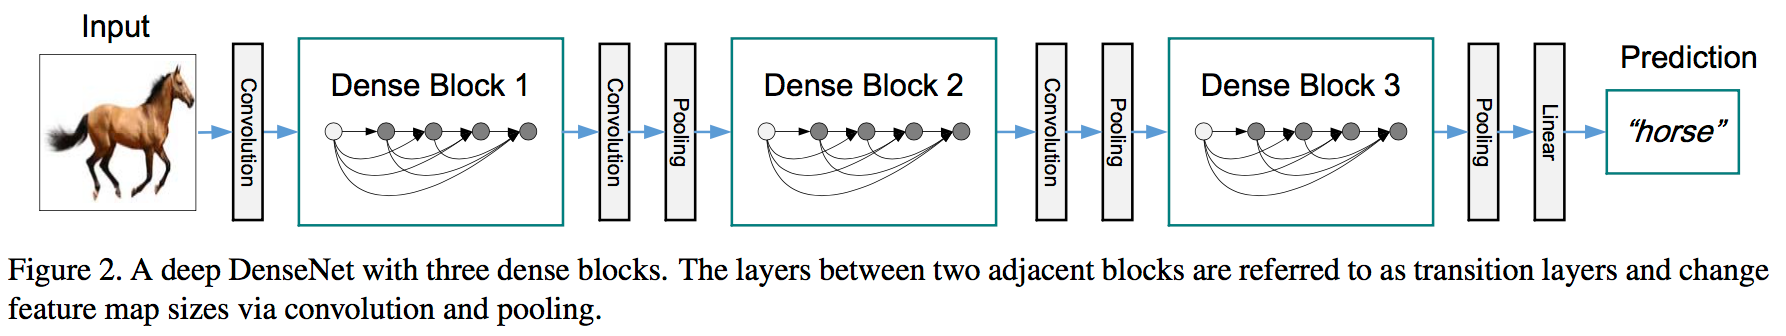 Input
Convolution
Dense Block 1
Convolution
Pooling
Dense Block 2
Convolution
Pooling
Dense Block 3
Pooling
Linear
Prediction
“horse”
Figure 2. A deep DenseNet with three dense blocks. The layers between two adjacent blocks are referred to as transition layers and change
feature map sizes via convolution and pooling.